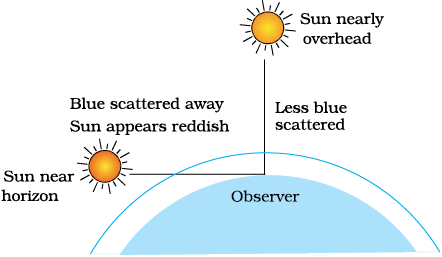 Sun nearly
overhead
Blue scattered away
Sun appears reddish
Less blue
scattered
Sun near
horizon
Observer